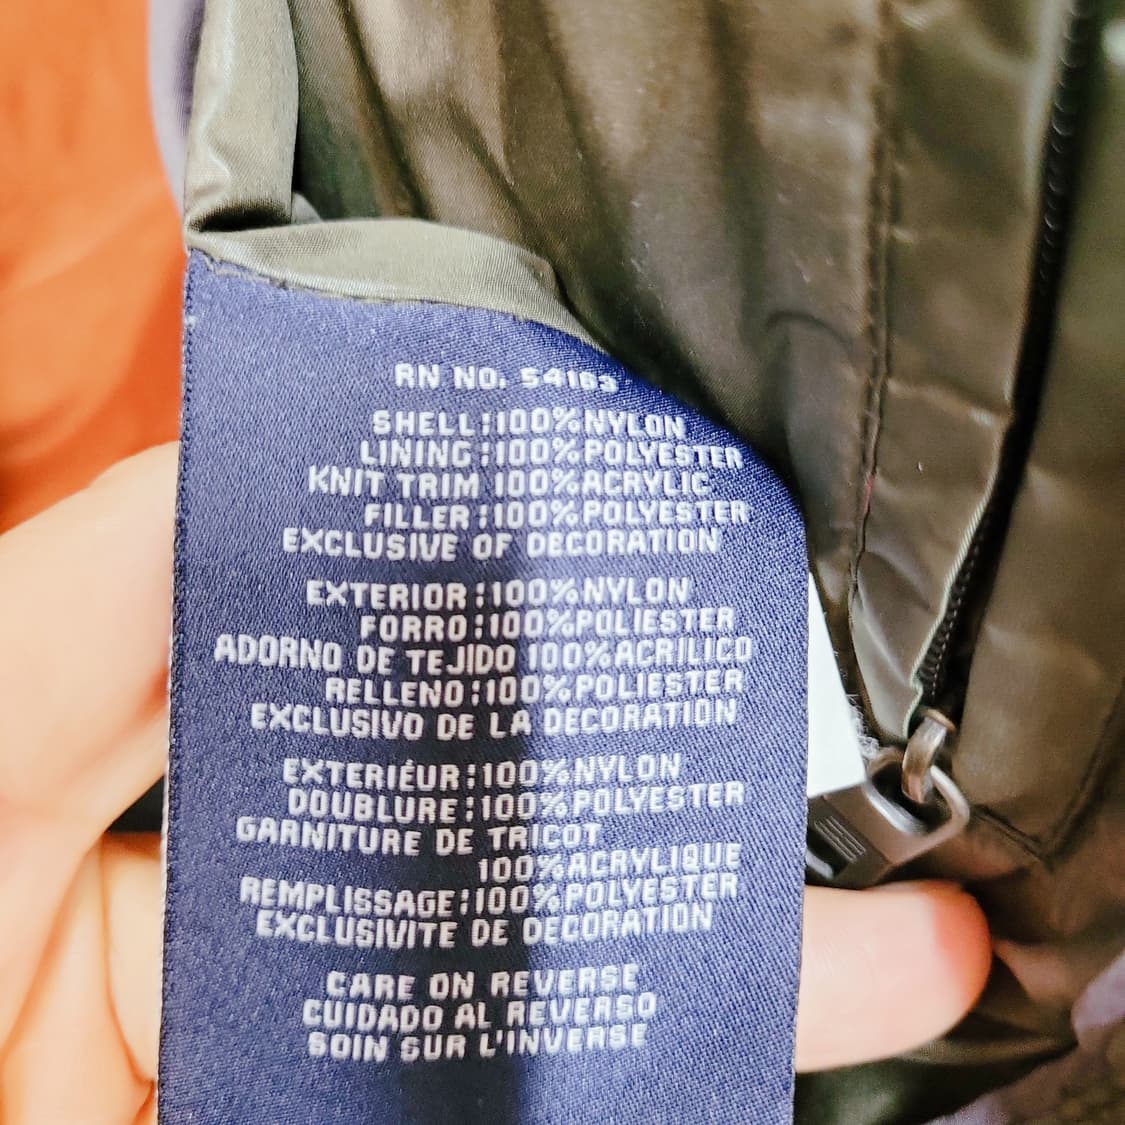 RN NO. 54163
SHELL:100%NYLON
LINING:100%POLYESTER
KNIT TRIM 100%ACRYLIC
FILLER:100%POLYESTER
EXCLUSIVE OF DECORATION
EXTERIOR:100%NYLON
FORRO:100%POLIESTER
ADORNO DE TEJIDO 100%ACRILICO
RELLENO:100%POLIESTER
EXCLUSIVO DE LA DECORATION
EXTERIÉUR:100%NYLON
DOUBLURE:100%POLYESTER
GARNITURE DE TRICOT
100%ACRYLIQUE
REMPLISSAGE:100%POLYESTER
EXCLUSIVITE DE DECORATION
CARE ON REVERSE
CUIDADO AL REVERSO
SOIN SUR L'INVERSE